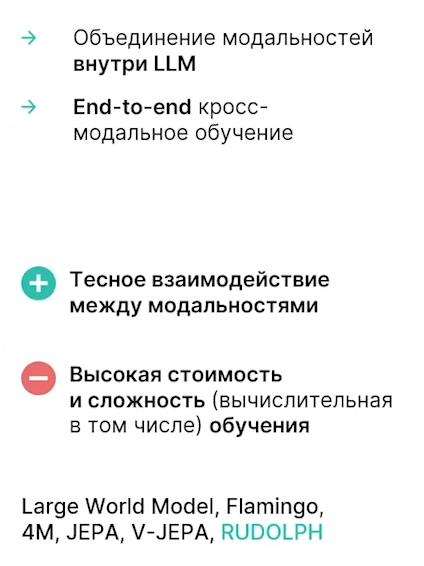 Объединение модальностей
внутри LLM
End-to-end кросс-
модальное обучение
Тесное взаимодействие
между модальностями
Высокая стоимость
и сложность (вычислительная
в том числе) обучения
Large World Model, Flamingo,
4M, JEPA, V-JEPA, RUDOLPH